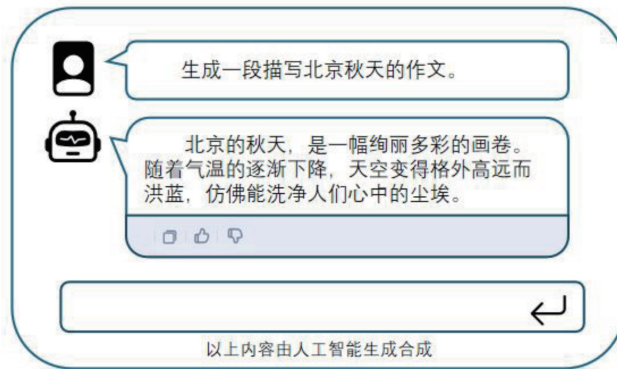 生成一段描写北京秋天的作文。
北京的秋天，是一幅绚丽多彩的画卷。
随着气温的逐渐下降，天空变得格外高远而
洪蓝，仿佛能洗净人们心中的尘埃。
以上内容由人工智能生成合成